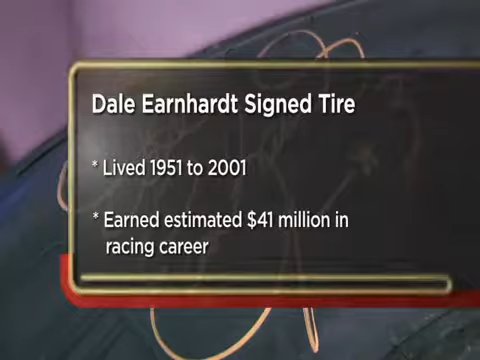 Dale Earnhardt Signed Tire
* Lived 1951 to 2001
* Earned estimated $41 million in
racing career